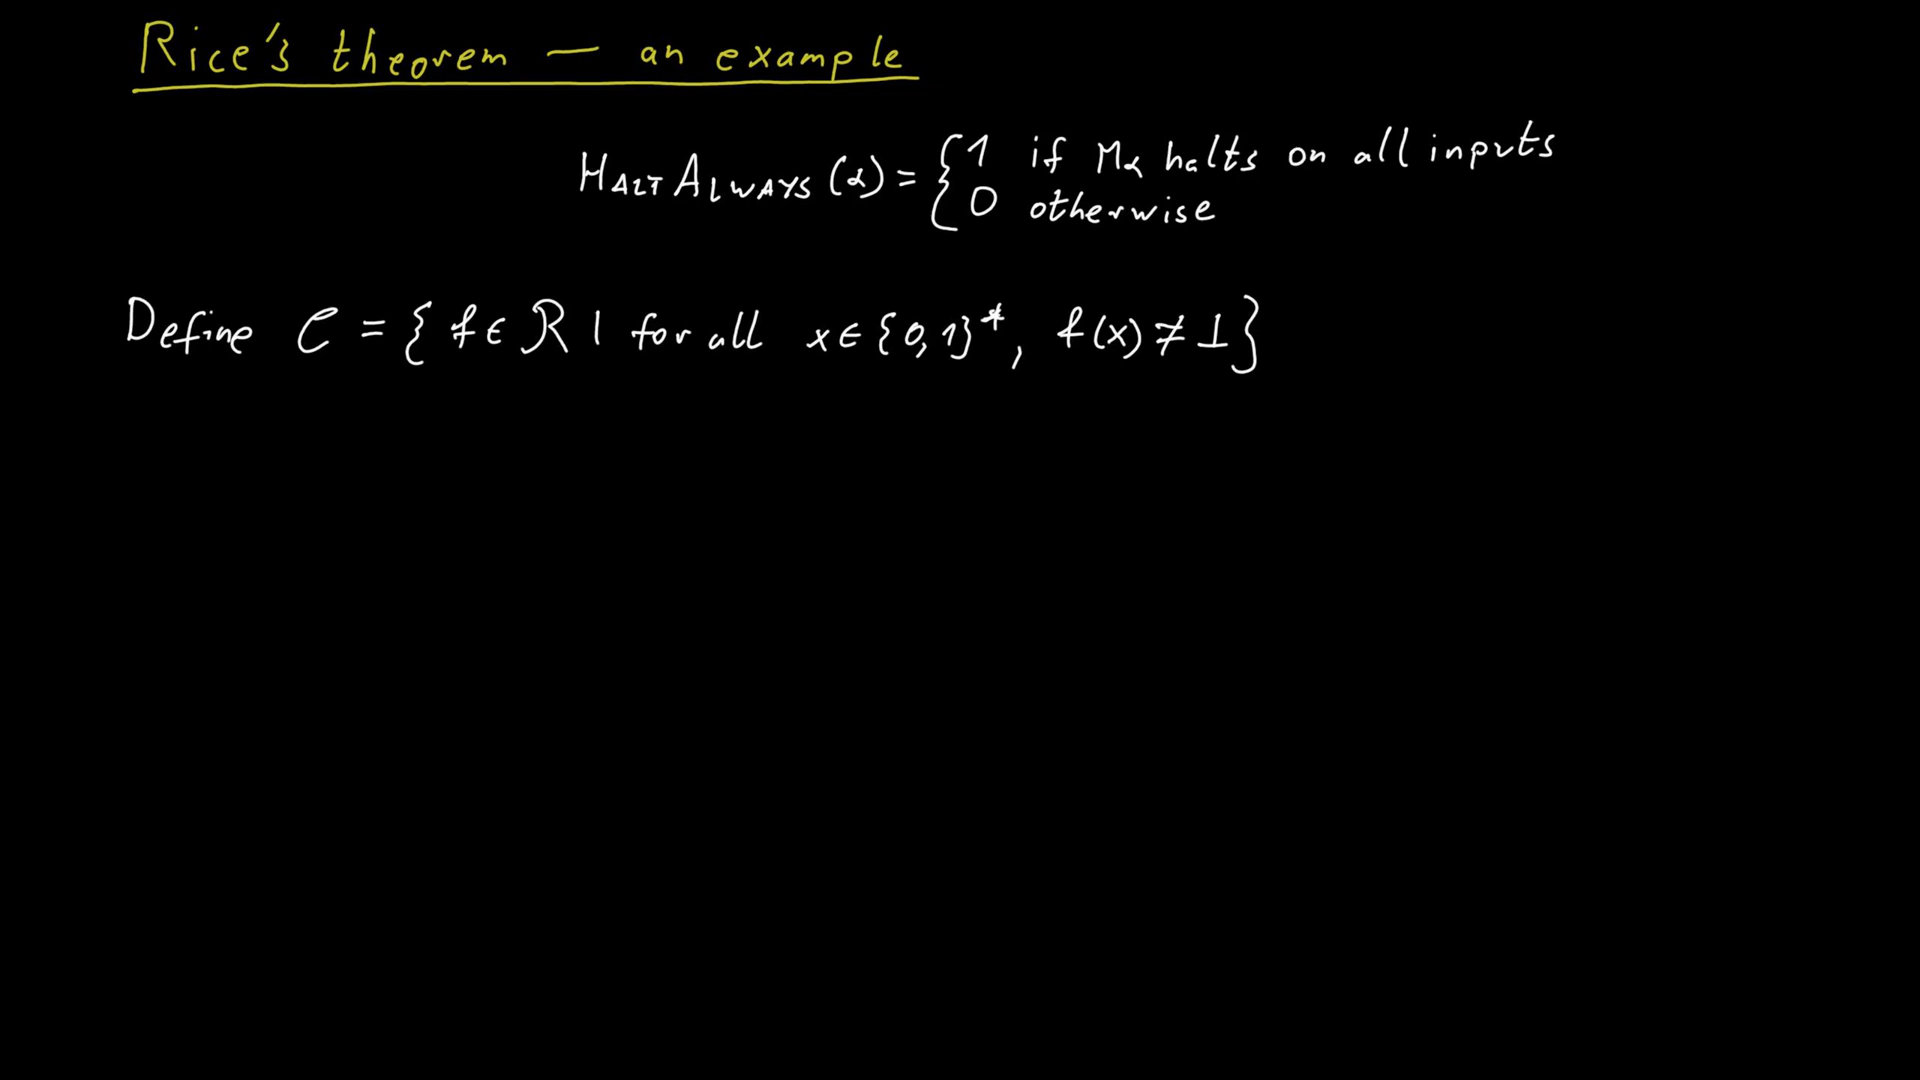 Rice's theorem — an example
HALTALWAYS (α) = { 1 if Mα halts on all inputs
0 otherwise
Define C = { f ∈ R | for all x ∈ {0,1}*, f(x) ≠ ⊥ }